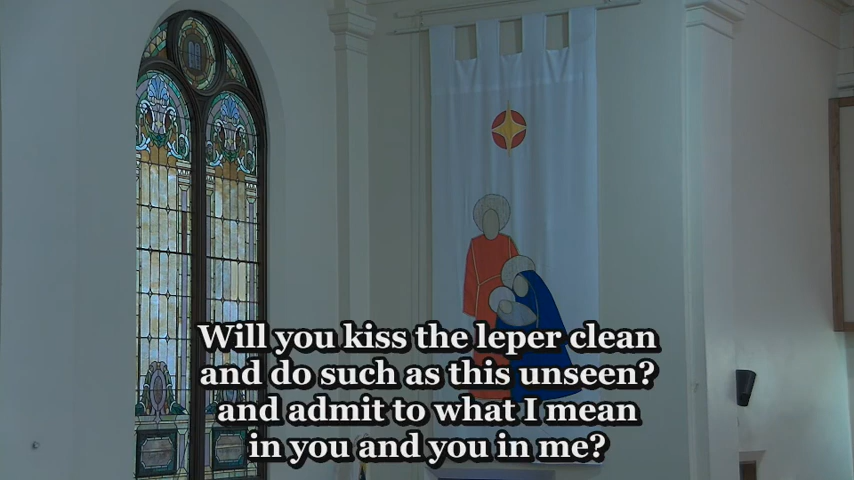 Will you kiss the leper clean
and do such as this unseen?
and admit to what I mean
in you and you in me?